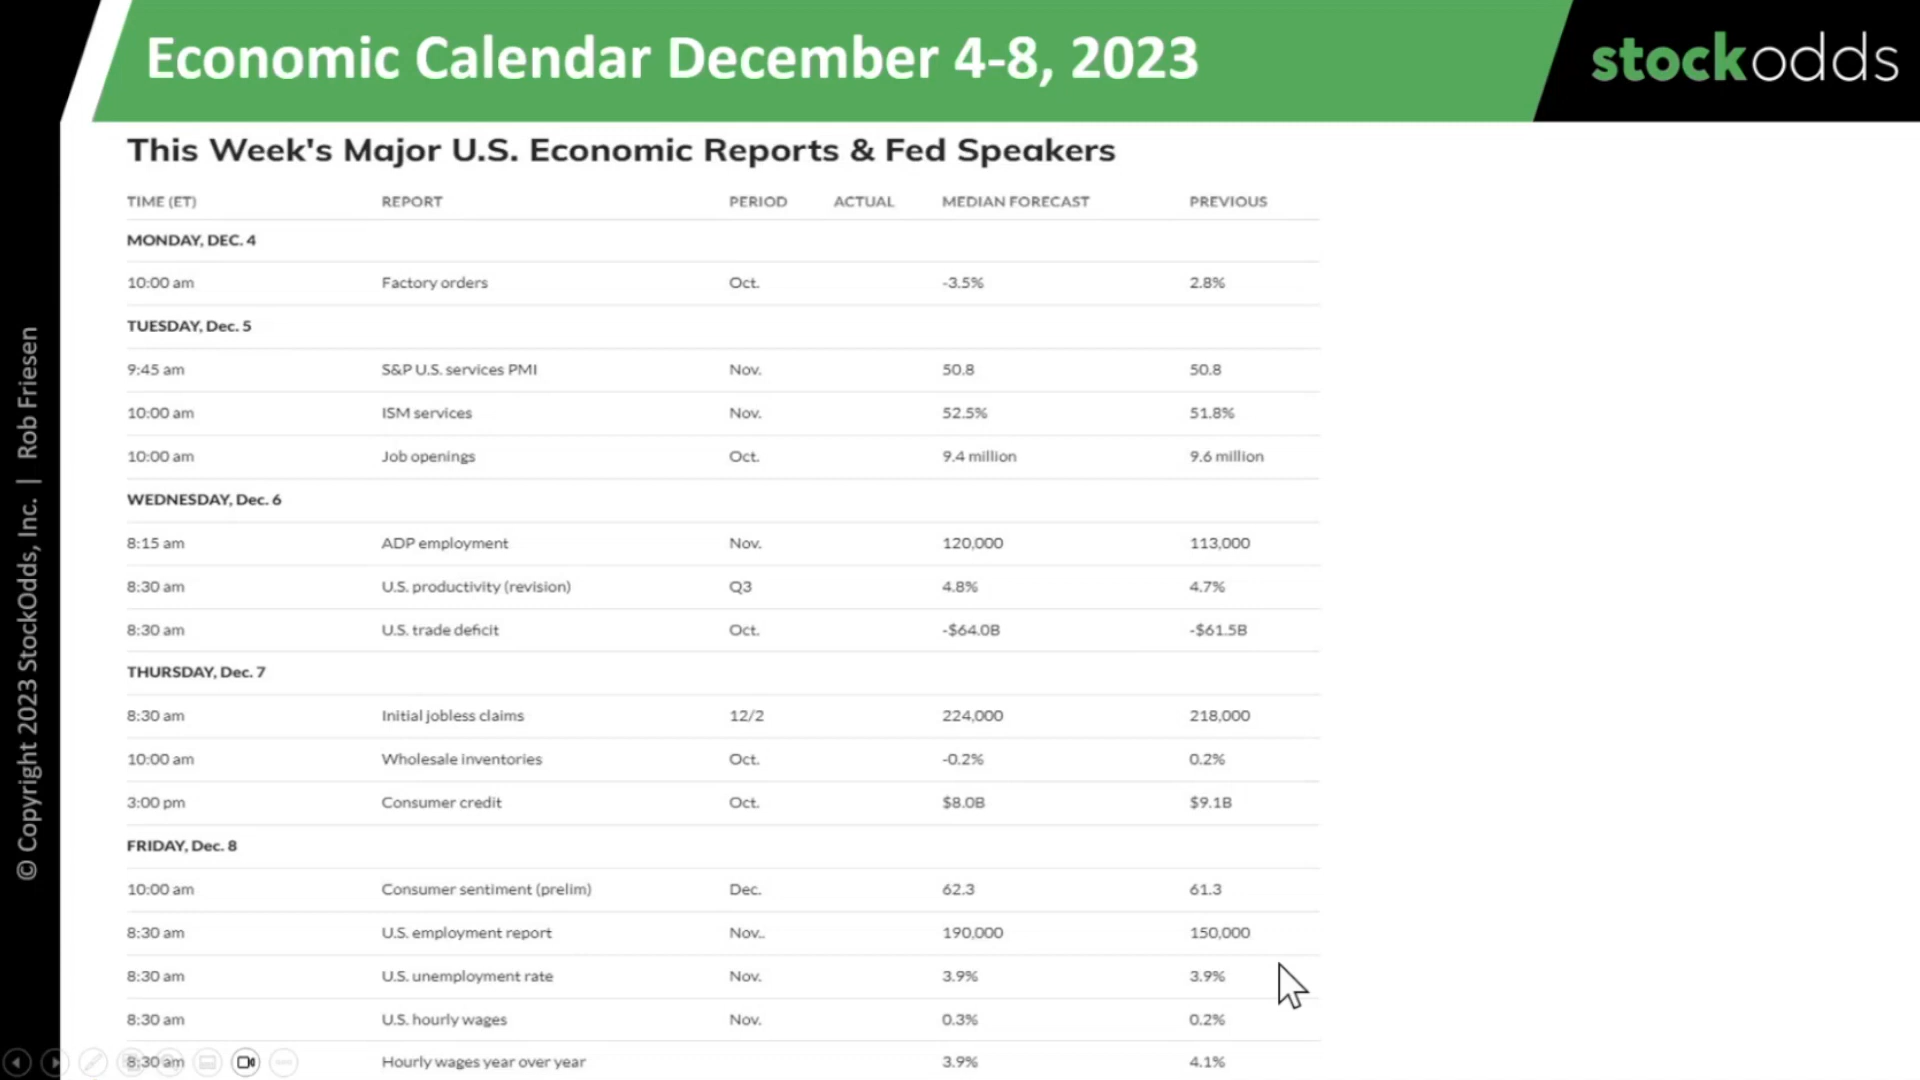 Economic Calendar December 4-8, 2023
stockodds
This Week's Major U.S. Economic Reports & Fed Speakers
TIME (ET) REPORT PERIOD ACTUAL MEDIAN FORECAST PREVIOUS
MONDAY, DEC. 4
10:00 am Factory orders Oct. -3.5% 2.8%
TUESDAY, Dec. 5
9:45 am S&P U.S. services PMI Nov. 50.8 50.8
10:00 am ISM services Nov. 52.5% 51.8%
10:00 am Job openings Oct. 9.4 million 9.6 million
WEDNESDAY, Dec. 6
8:15 am ADP employment Nov. 120,000 113,000
8:30 am U.S. productivity (revision) Q3 4.8% 4.7%
8:30 am U.S. trade deficit Oct. -$64.0B -$61.5B
THURSDAY, Dec. 7
8:30 am Initial jobless claims 12/2 224,000 218,000
10:00 am Wholesale inventories Oct. -0.2% 0.2%
3:00 pm Consumer credit Oct. $8.0B $9.1B
FRIDAY, Dec. 8
10:00 am Consumer sentiment (prelim) Dec. 62.3 61.3
8:30 am U.S. employment report Nov.. 190,000 150,000
8:30 am U.S. unemployment rate Nov. 3.9% 3.9%
8:30 am U.S. hourly wages Nov. 0.3% 0.2%
8:30 am Hourly wages year over year 3.9% 4.1%
© Copyright 2023 StockOdds, Inc. | Rob Friesen